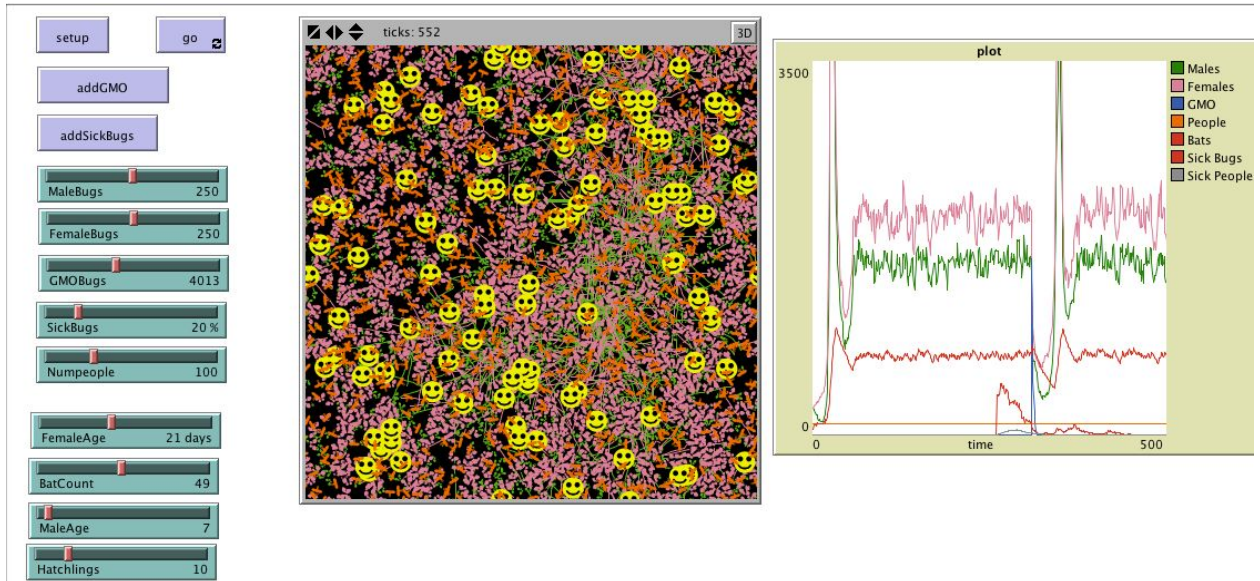 setup
go
addGMO
addSickBugs
MaleBugs 250
FemaleBugs 250
GMOBugs 4013
SickBugs 20 %
Numpeople 100
FemaleAge 21 days
BatCount 49
MaleAge 7
Hatchlings 10
ticks: 552
3D
plot
3500
0
0
time
500
Males
Females
GMO
People
Bats
Sick Bugs
Sick People